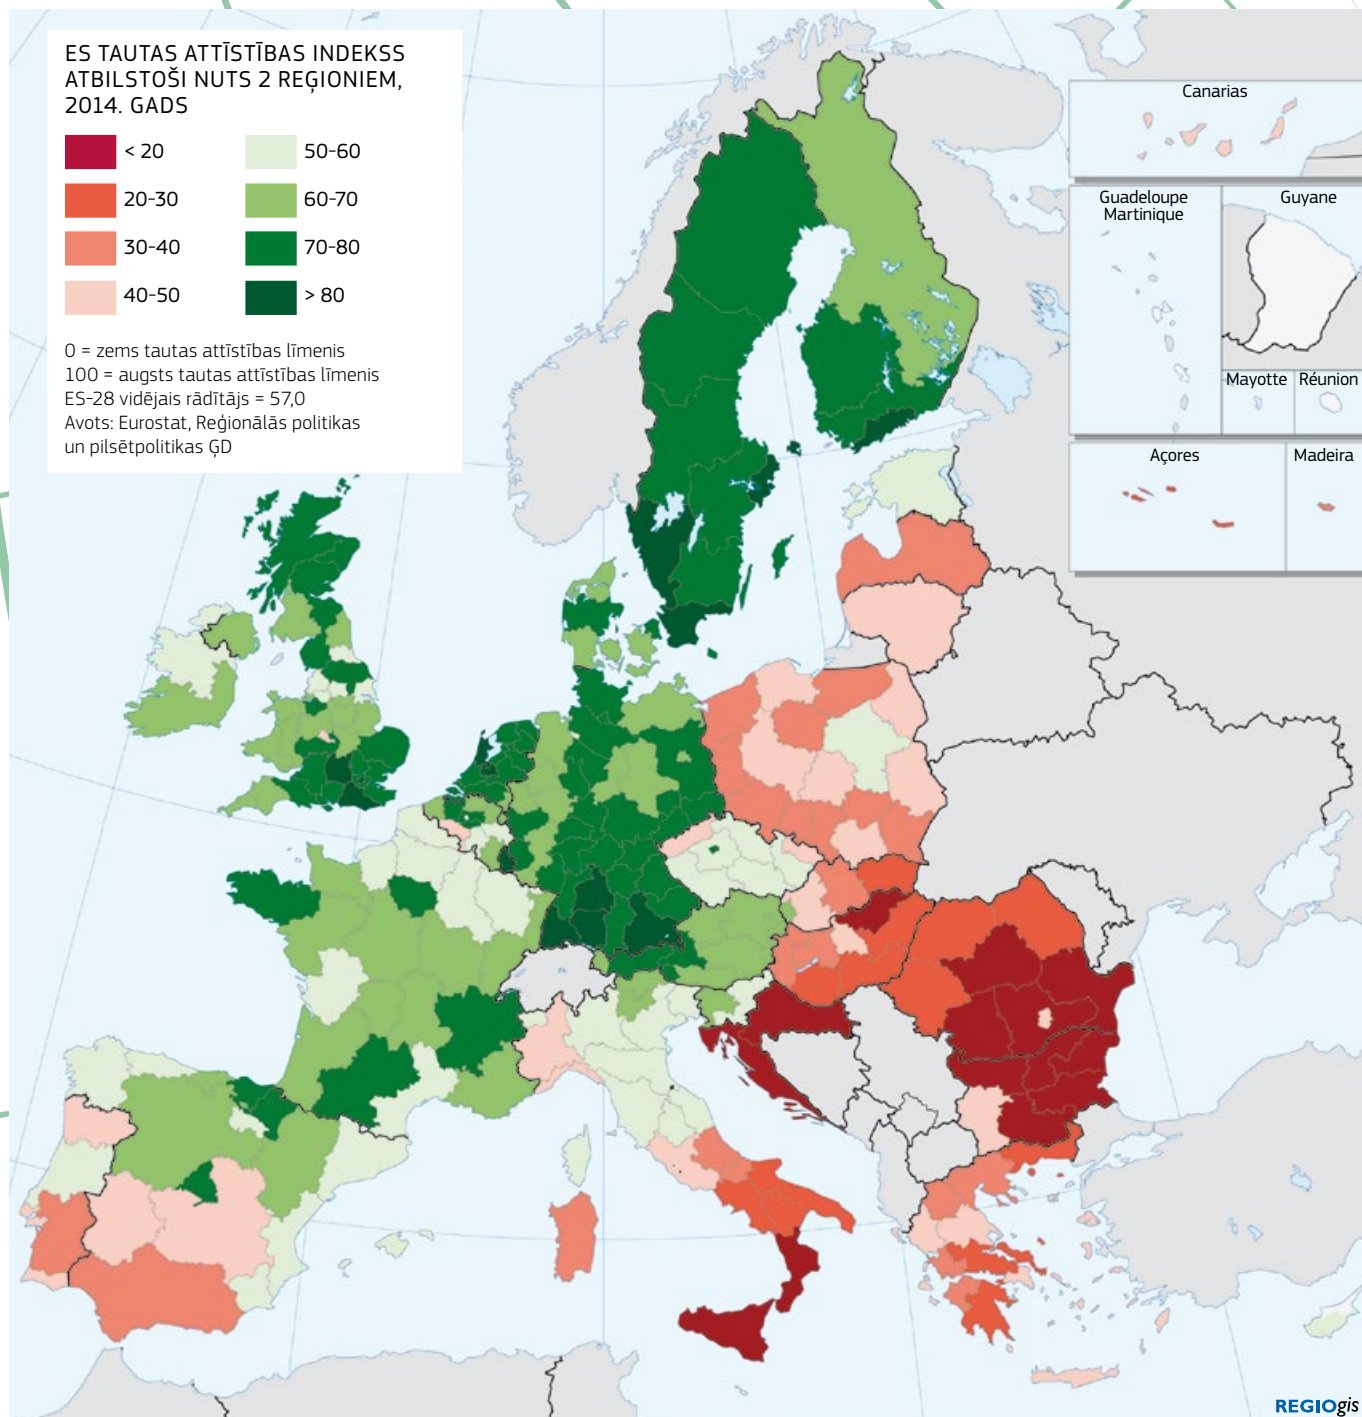 ES TAUTAS ATTĪSTĪBAS INDEKSS
ATBILSTOŠI NUTS 2 REĢIONIEM,
2014. GADS
< 20
50-60
20-30
60-70
30-40
70-80
40-50
> 80
0 = zems tautas attīstības līmenis
100 = augsts tautas attīstības līmenis
ES-28 vidējais rādītājs = 57,0
Avots: Eurostat, Reģionālās politikas
un pilsētpolitikas ĢD
Canarias
Guadeloupe
Martinique
Guyane
Mayotte
Réunion
Açores
Madeira
REGIOgis